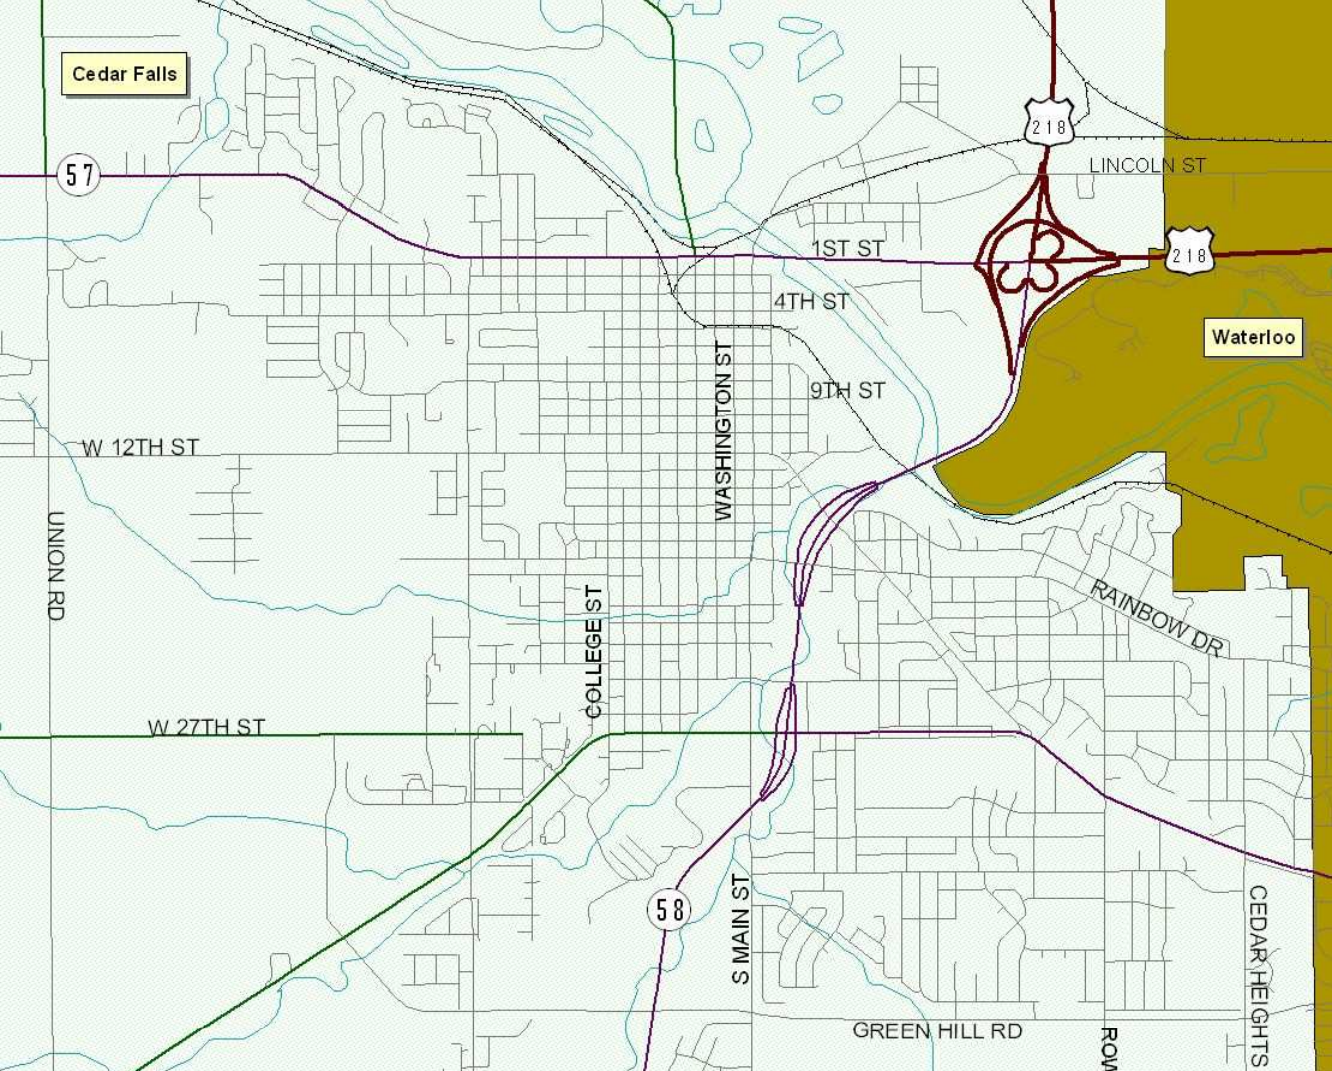 Cedar Falls
218
57
LINCOLN ST
1ST ST
218
4TH ST
Waterloo
WASHINGTON ST
9TH ST
W 12TH ST
UNION RD
COLLEGE ST
RAINBOW DR
W 27TH ST
58
S MAIN ST
CEDAR HEIGHTS
GREEN HILL RD
ROW